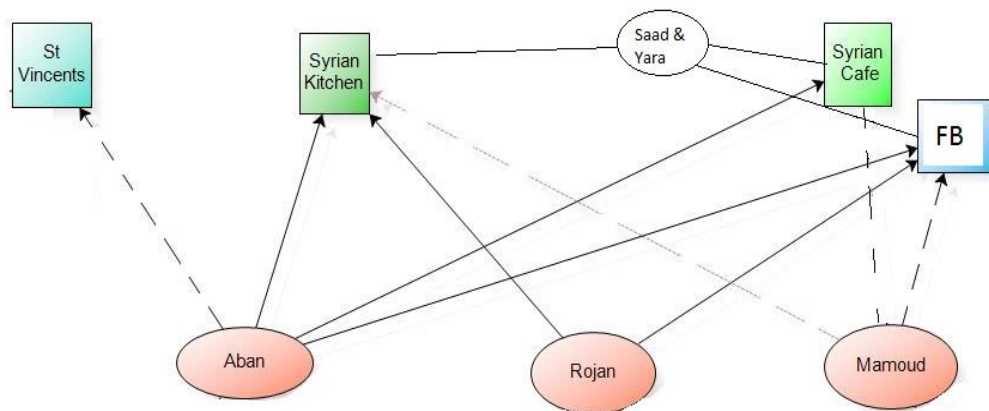 St
Vincents
Syrian
Kitchen
Saad &
Yara
Syrian
Cafe
FB
Aban
Rojan
Mamoud